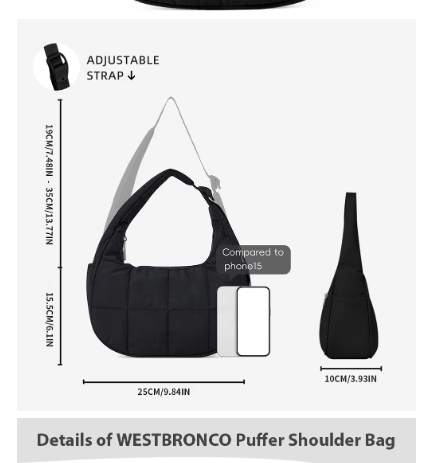 ADJUSTABLE
STRAP↓
19CM/7.48IN - 35CM/13.77IN
Compared to
phone15
15.5CM/6.1IN
10CM/3.93IN
25CM/9.84IN
Details of WESTBRONCO Puffer Shoulder Bag